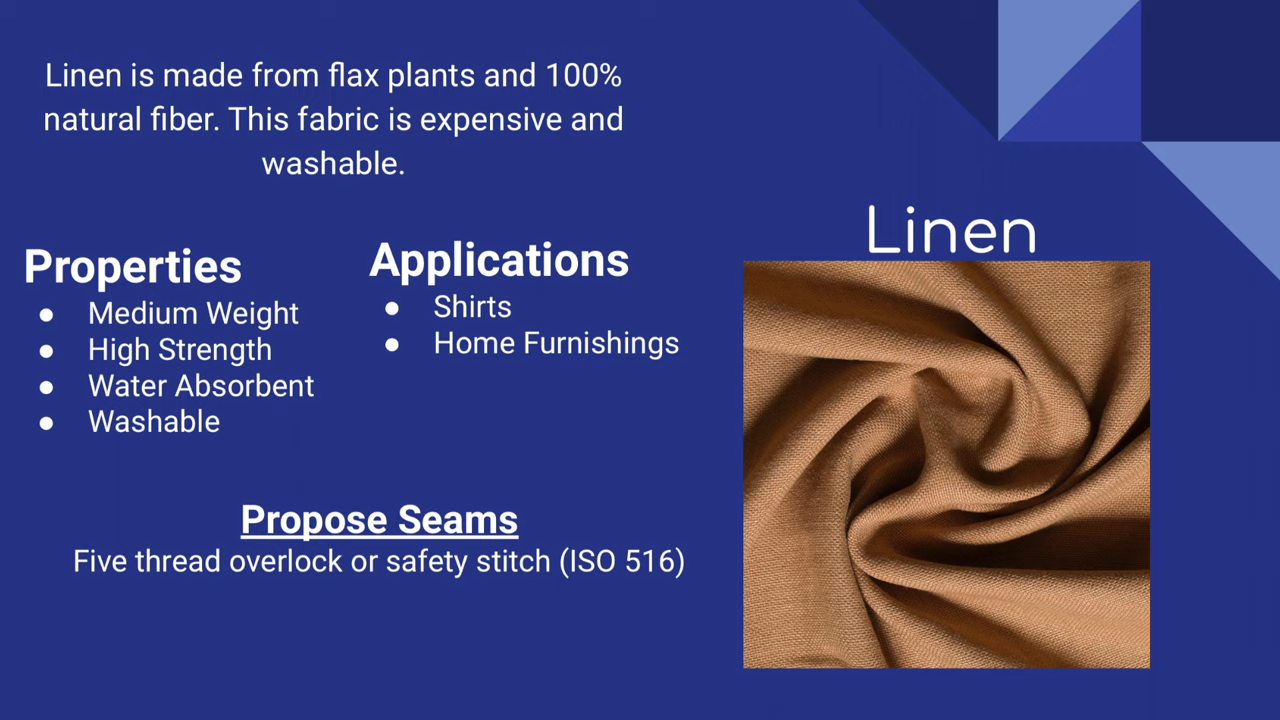 Linen is made from flax plants and 100%
natural fiber. This fabric is expensive and
washable.
Properties
● Medium Weight
● High Strength
● Water Absorbent
● Washable
Applications
● Shirts
● Home Furnishings
Propose Seams
Five thread overlock or safety stitch (ISO 516)
Linen